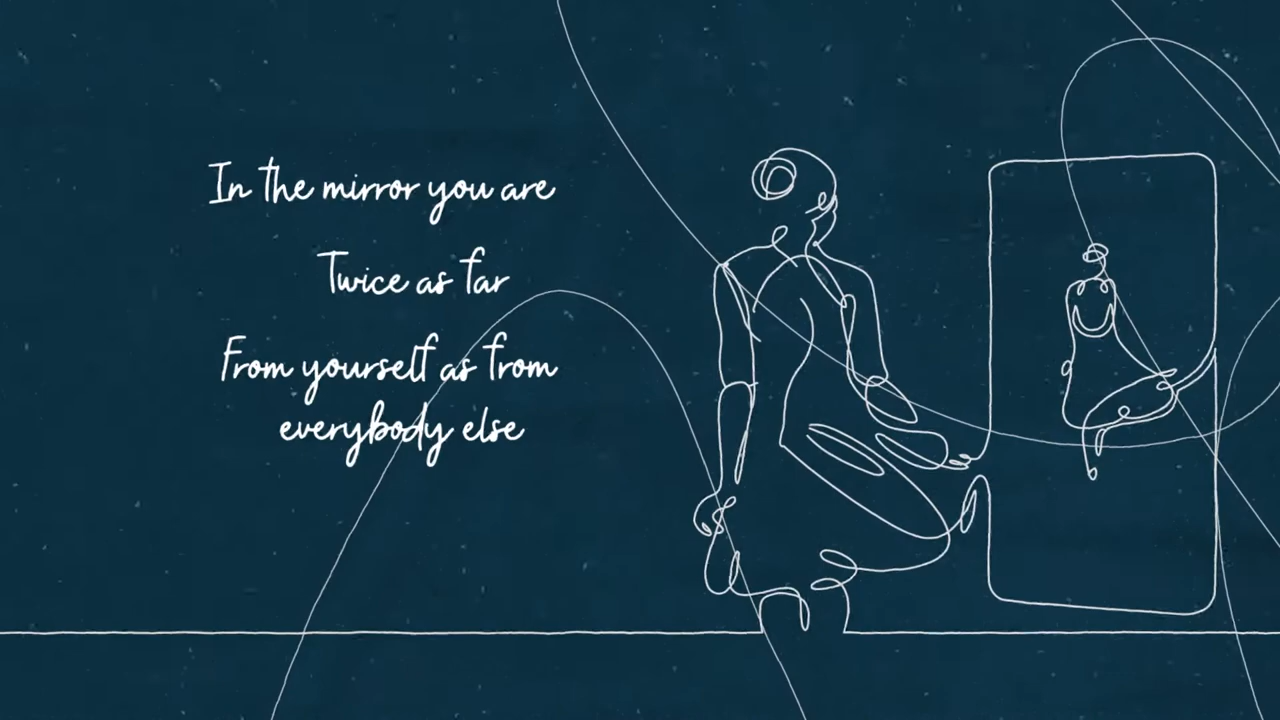 In the mirror you are
Twice as far
From yourself as from
everybody else